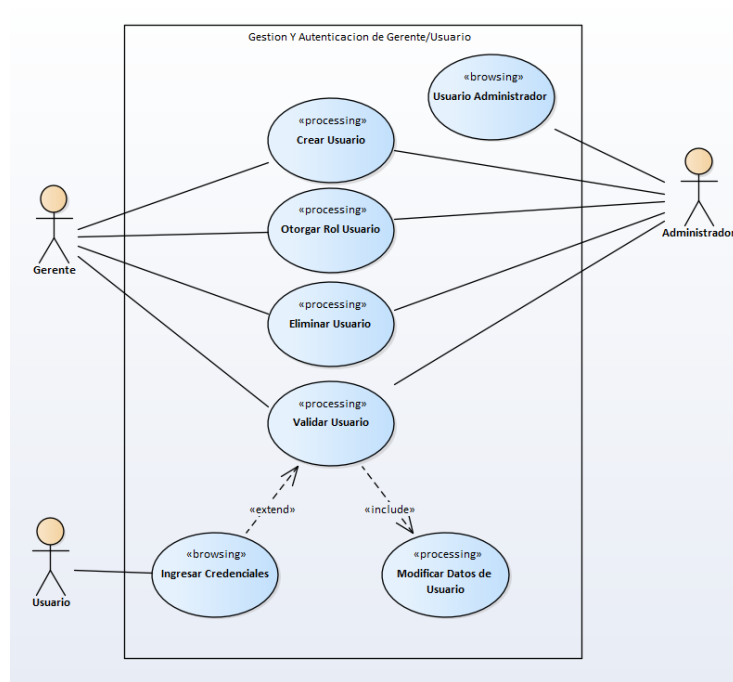 Gestion Y Autenticacion de Gerente/Usuario
«browsing»
Usuario Administrador
«processing»
Crear Usuario
«processing»
Otorgar Rol Usuario
Gerente
Administrador
«processing»
Eliminar Usuario
«processing»
Validar Usuario
«extend»
«include»
«browsing»
Ingresar Credenciales
«processing»
Modificar Datos de
Usuario
Usuario